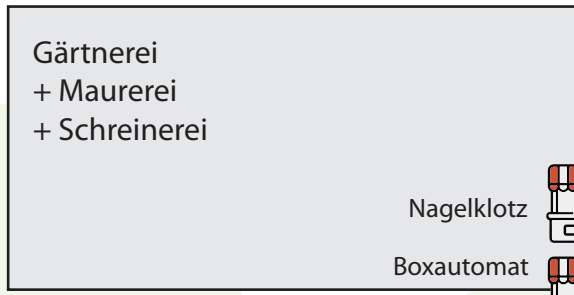 Gärtnerei
+ Maurerei
+ Schreinerei
Nagelklotz
Boxautomat